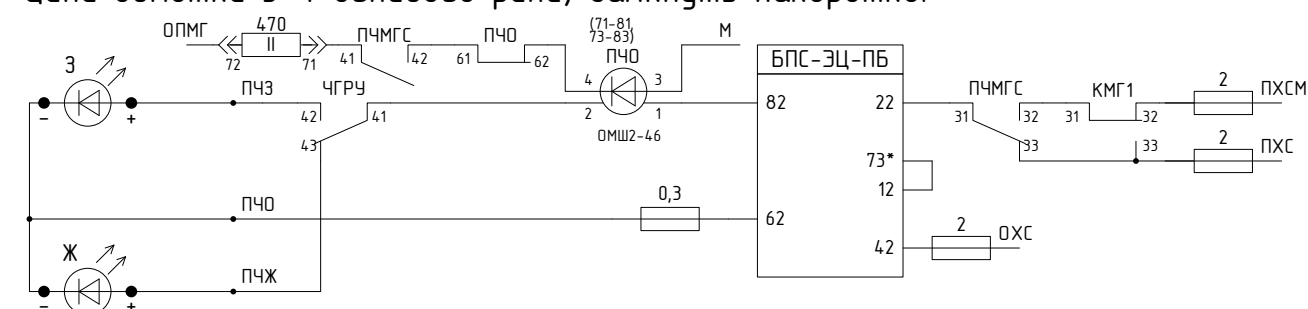 ОПМГ
470
II
72
71
ПЧМГС
41
42
ПЧО
61
62
(71-81,
73-83)
ПЧО
4
3
2
1
ОМШ2-46
М
БПС-ЭЦ-ПБ
82
22
73*
12
62
42
ПЧМГС
31
32
33
КМГ1
31
32
33
2
ПХСМ
2
ПХС
2
ОХС
З
-
+
ПЧЗ
ЧГРУ
42
41
43
ПЧО
0,3
Ж
-
+
ПЧЖ